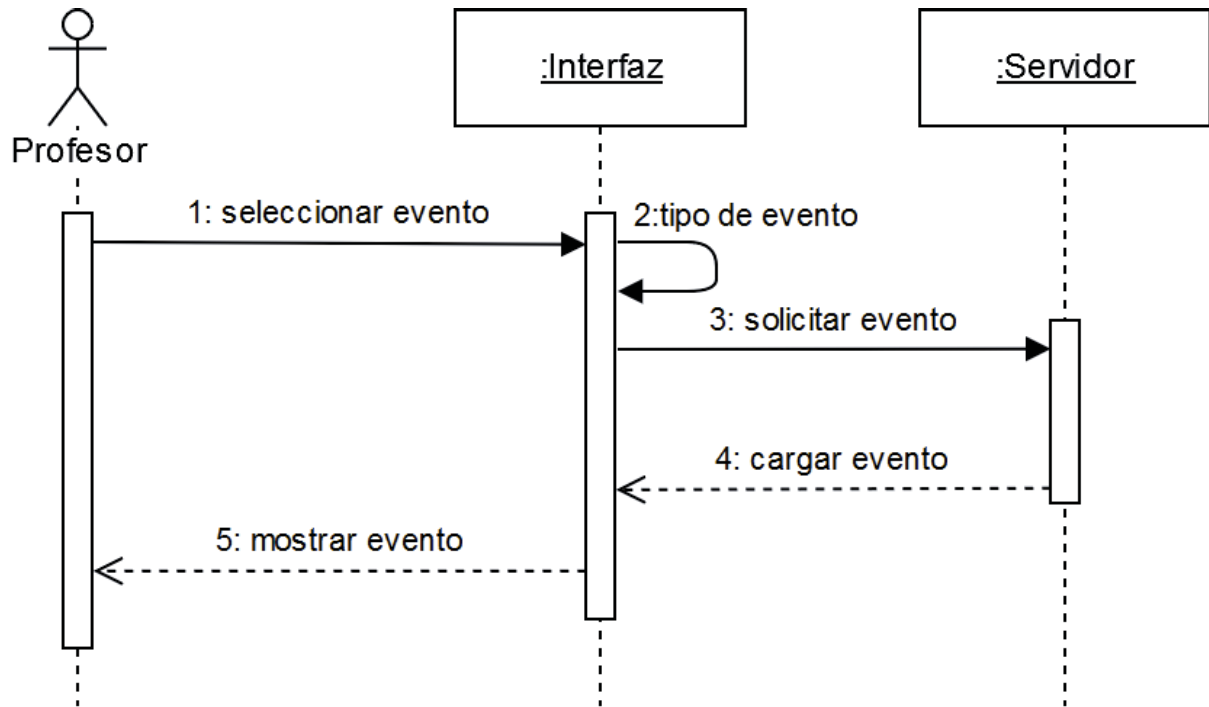 :Interfaz
:Servidor
Profesor
1: seleccionar evento
2:tipo de evento
3: solicitar evento
4: cargar evento
5: mostrar evento